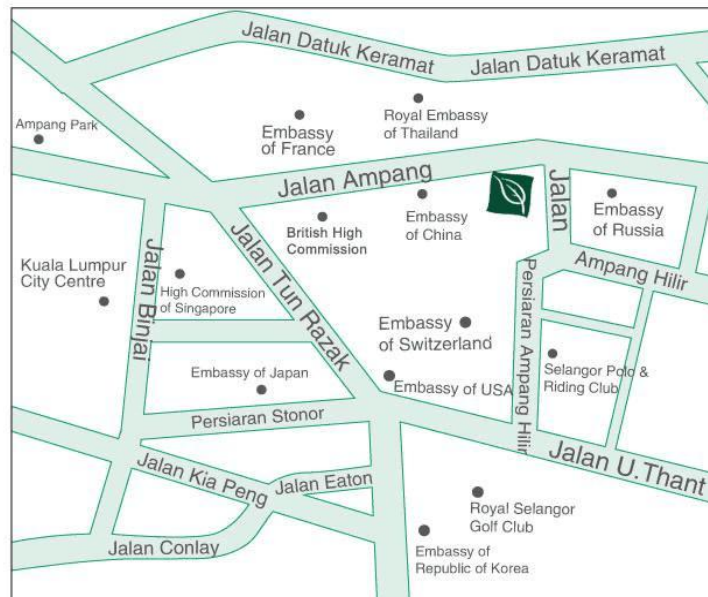 Jalan Datuk Keramat
Jalan Datuk Keramat
Ampang Park
Embassy
of France
Royal Embassy
of Thailand
Jalan Ampang
Jalan
British High
Commission
Embassy
of China
Embassy
of Russia
Ampang Hilir
Kuala Lumpur
City Centre
Jalan Binjai
High Commission
of Singapore
Jalan Tun Razak
Persiaran Ampang Hilir
Embassy
of Switzerland
Embassy of Japan
Embassy of USA
Selangor Polo &
Riding Club
Persiaran Stonor
Jalan U.Thant
Jalan Kia Peng
Jalan Eaton
Royal Selangor
Golf Club
Jalan Conlay
Embassy of
Republic of Korea